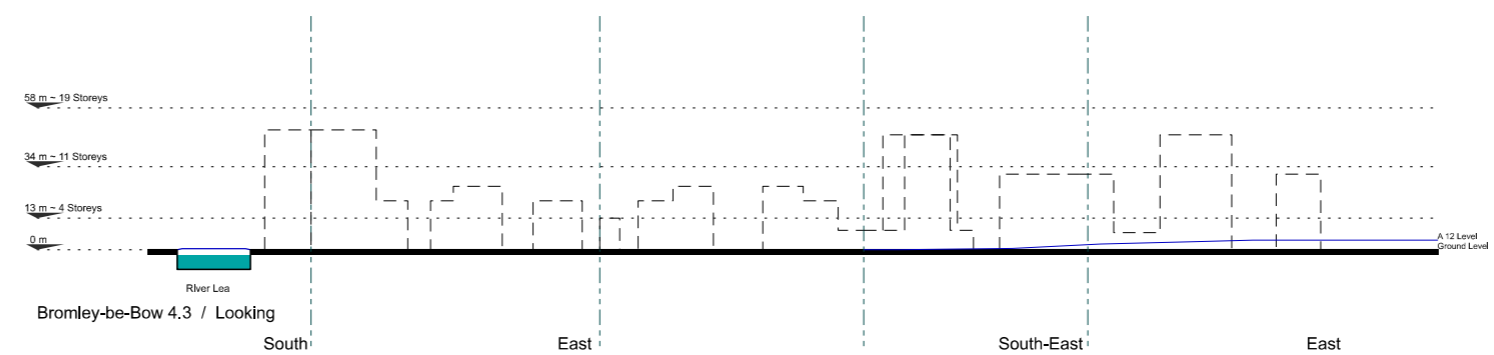 58 m ~ 19 Storeys
34 m ~ 11 Storeys
13 m ~ 4 Storeys
0 m
A 12 Level
Ground Level
RIver Lea
Bromley-be-Bow 4.3 / Looking
South East South-East East